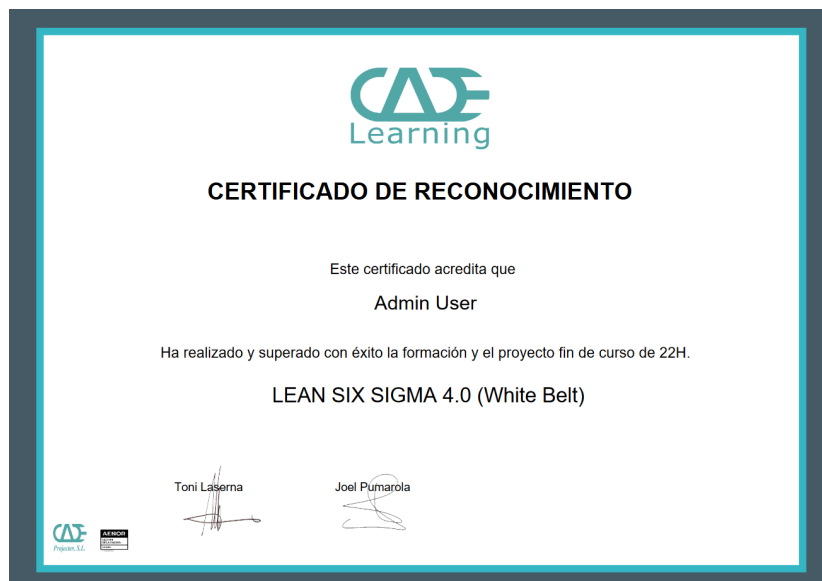 CADE
Learning
CERTIFICADO DE RECONOCIMIENTO
Este certificado acredita que
Admin User
Ha realizado y superado con éxito la formación y el proyecto fin de curso de 22H.
LEAN SIX SIGMA 4.0 (White Belt)
Toni Laserna
Joel Pumarola
CADE
Projectes, S.L.
AENOR